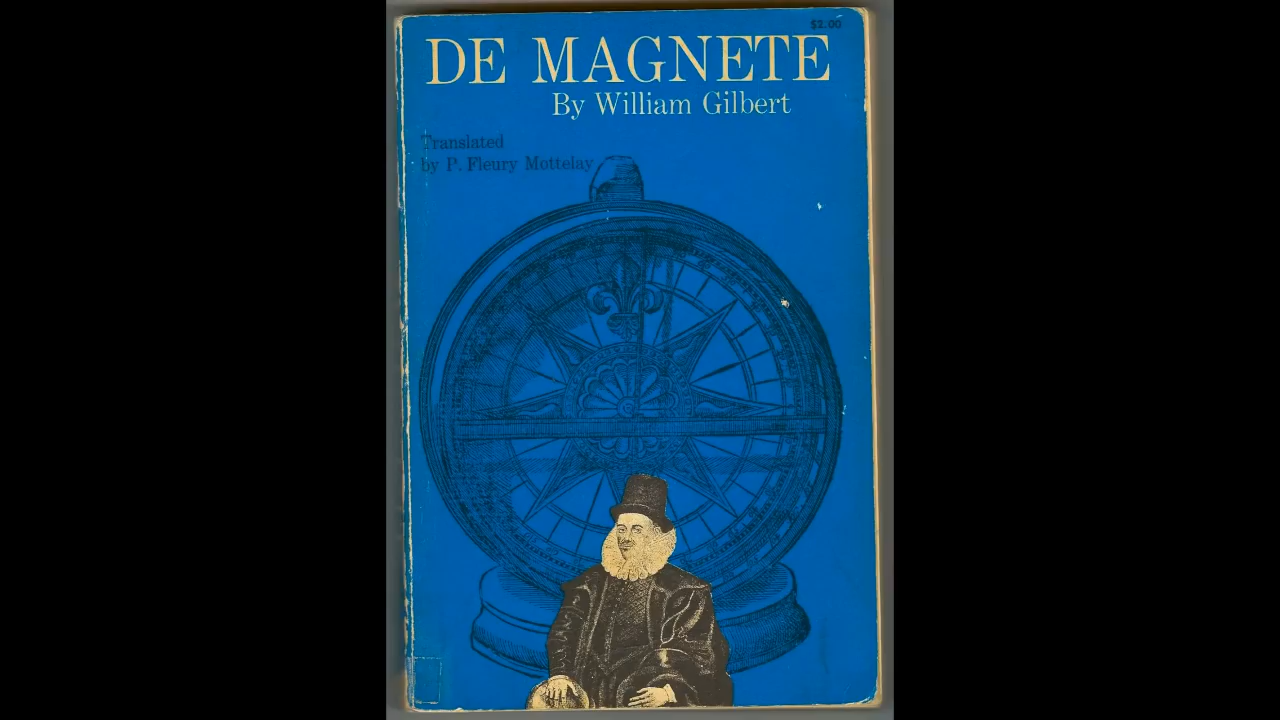 $2.00
DE MAGNETE
By William Gilbert
Translated
by P. Fleury Mottelay